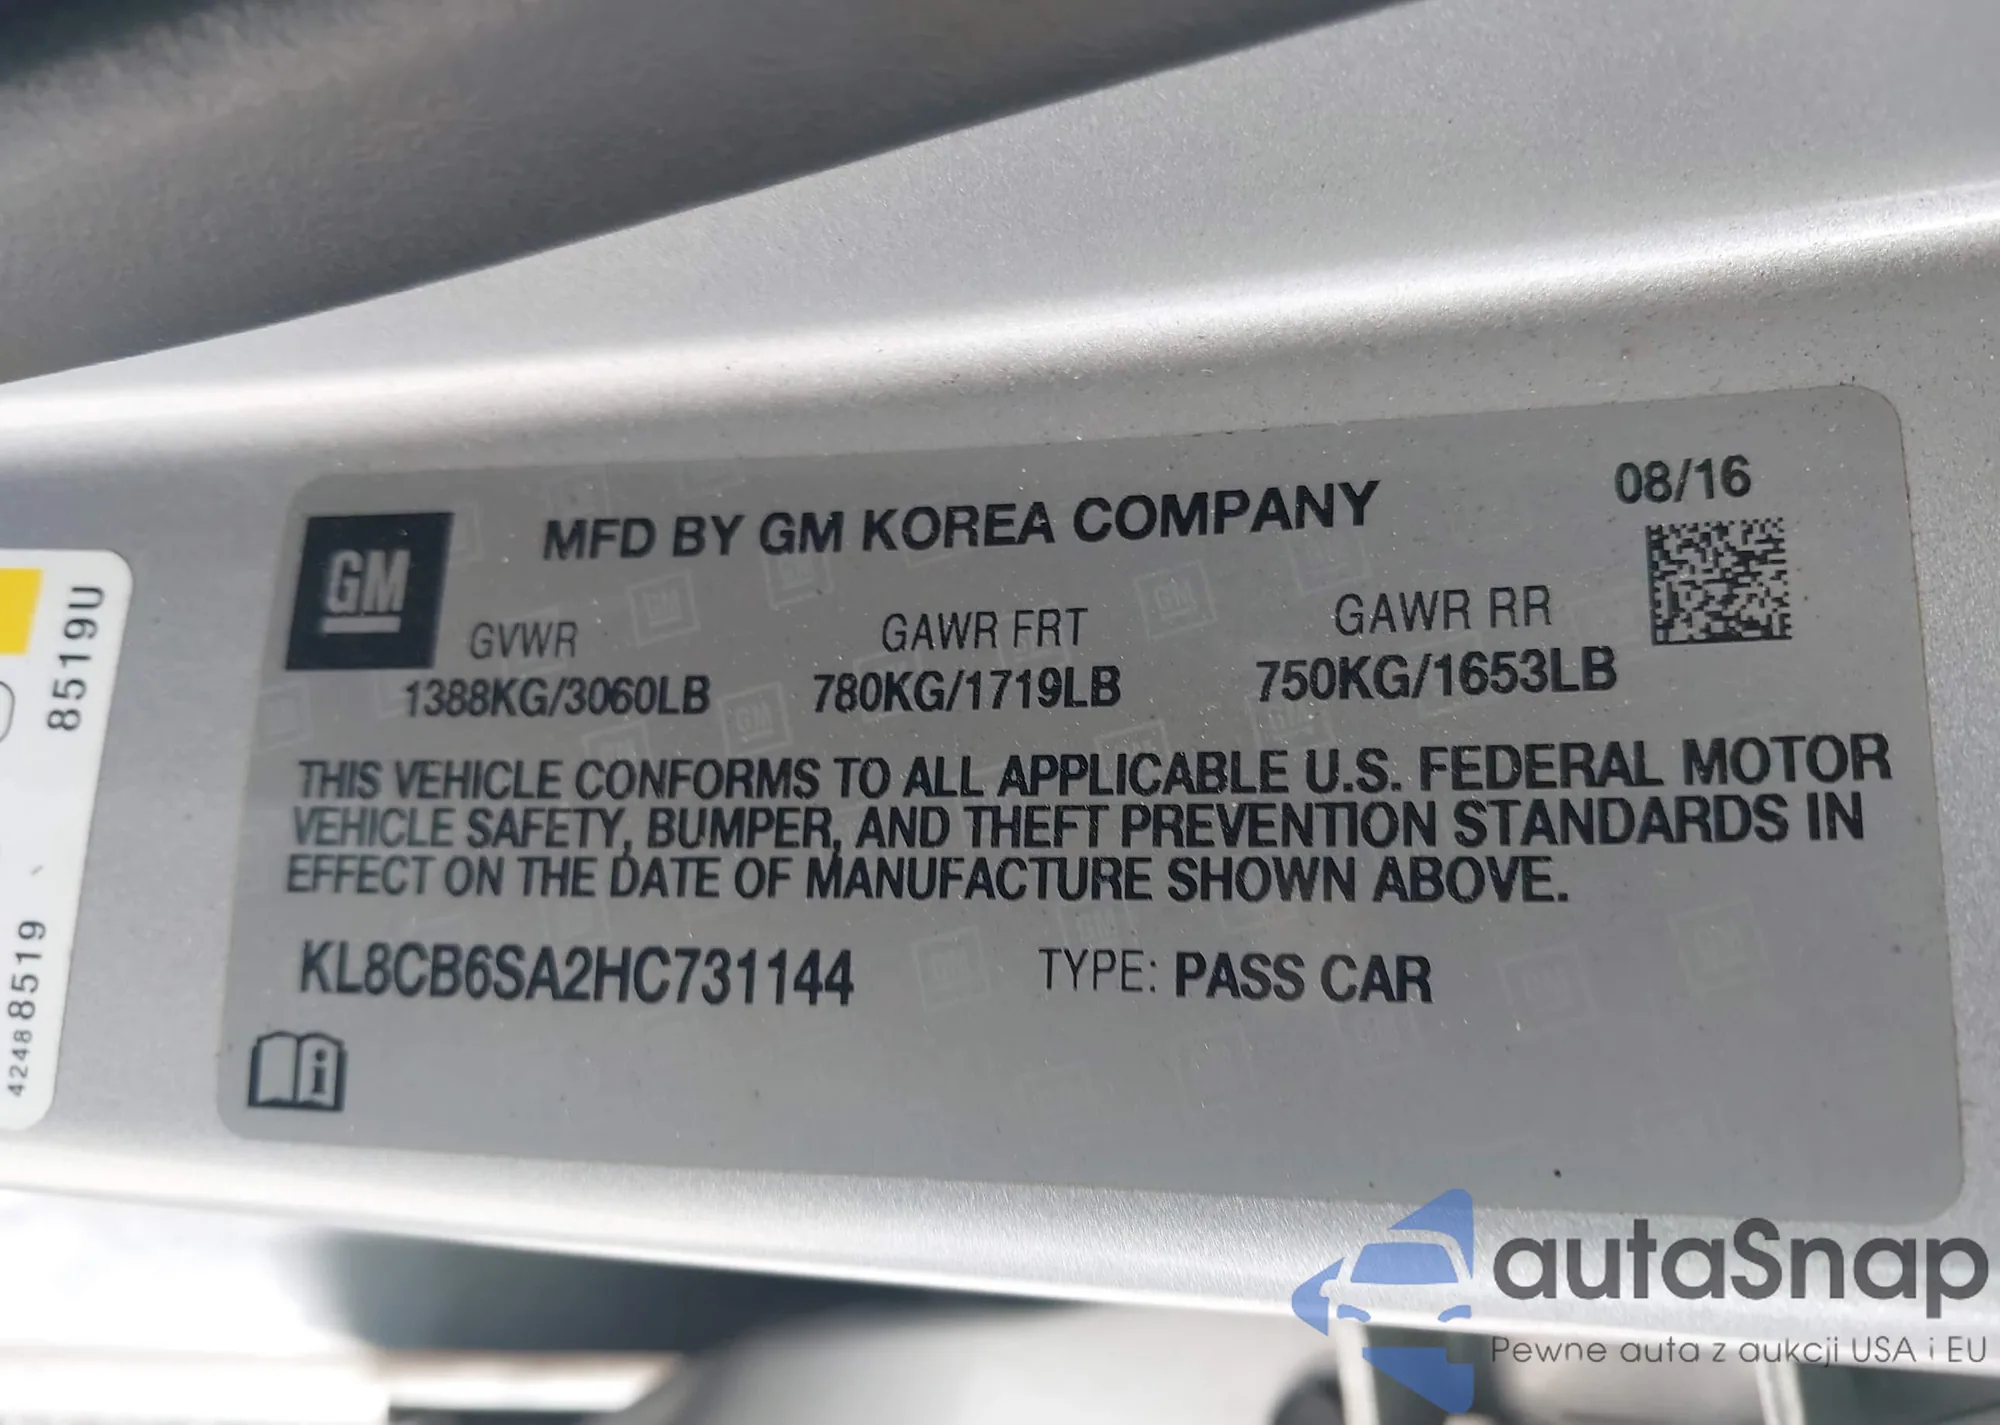 MFD BY GM KOREA COMPANY
08/16
GM
GVWR
GAWR FRT
GAWR RR
1388KG/3060LB
780KG/1719LB
750KG/1653LB
THIS VEHICLE CONFORMS TO ALL APPLICABLE U.S. FEDERAL MOTOR
VEHICLE SAFETY, BUMPER, AND THEFT PREVENTION STANDARDS IN
EFFECT ON THE DATE OF MANUFACTURE SHOWN ABOVE.
KL8CB6SA2HC731144
TYPE: PASS CAR
8519U
42488519
autaSnap
Pewne auta z aukcji USA i EU